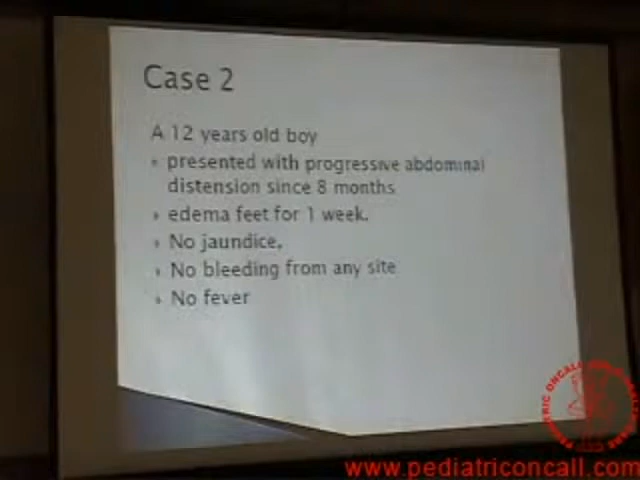 Case 2
A 12 years old boy
presented with progressive abdominal
distension since 8 months
edema feet for 1 week.
No jaundice,
No bleeding from any site
No fever
www.pediatriconcall.com